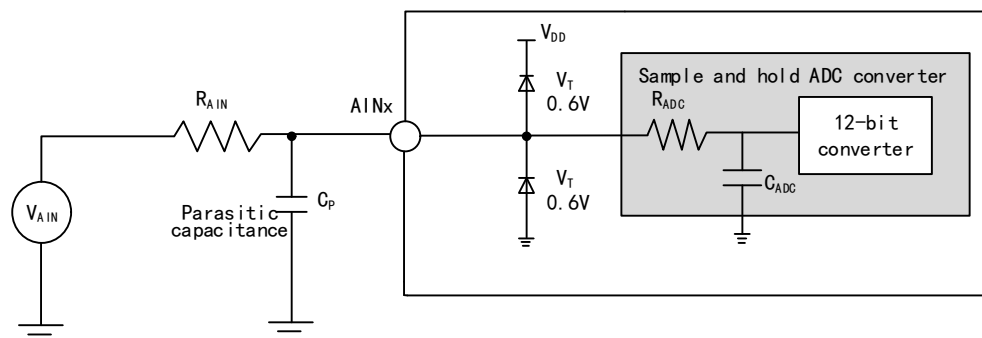 V_DD
Sample and hold ADC converter
V_T
0.6V
R_AIN
AINx
R_ADC
12-bit
converter
V_T
0.6V
C_ADC
C_P
Parasitic
capacitance
V_AIN